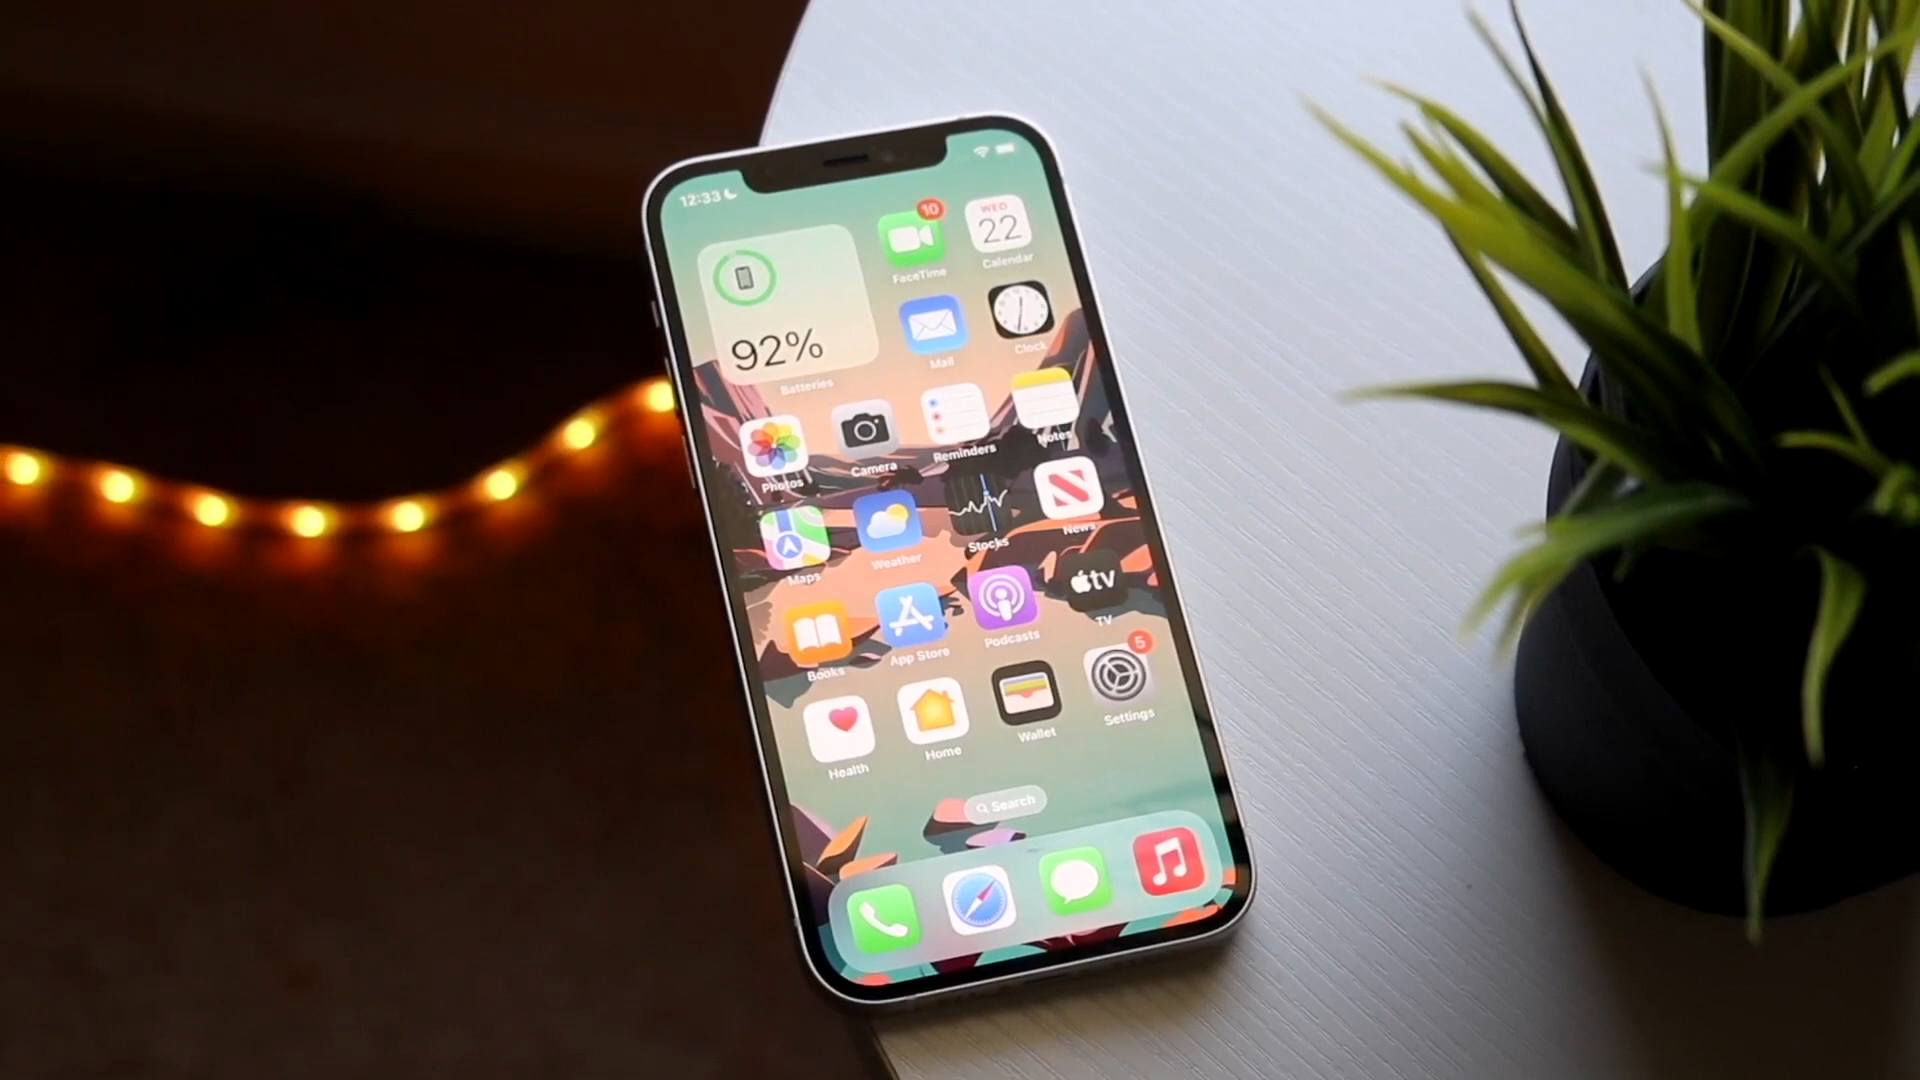 12:33
10
WED
22
FaceTime
Calendar
92%
Batteries
Mail
Clock
Photos
Camera
Reminders
Notes
Maps
Weather
Stocks
News
tv
Books
App Store
Podcasts
TV
5
Health
Home
Wallet
Settings
Search